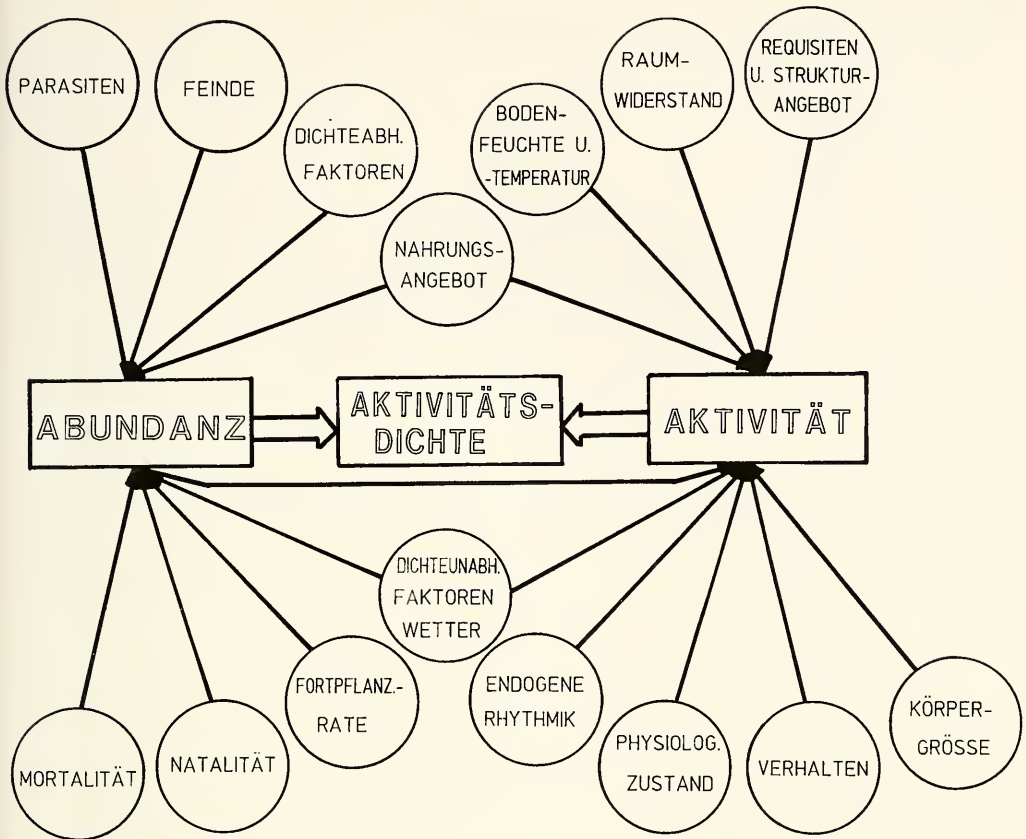 PARASITEN
FEINDE
DICHTEABH.
FAKTOREN
NAHRUNGS-
ANGEBOT
BODEN-
FEUCHTE U.
-TEMPERATUR
RAUM-
WIDERSTAND
REQUISITEN
U. STRUKTUR-
ANGEBOT
ABUNDANZ
AKTIVITÄTS-
DICHTE
AKTIVITÄT
MORTALITÄT
NATALITÄT
FORTPFLANZ.-
RATE
DICHTEUNABH.
FAKTOREN
WETTER
ENDOGENE
RHYTHMIK
PHYSIOLOG.
ZUSTAND
VERHALTEN
KÖRPER-
GRÖSSE